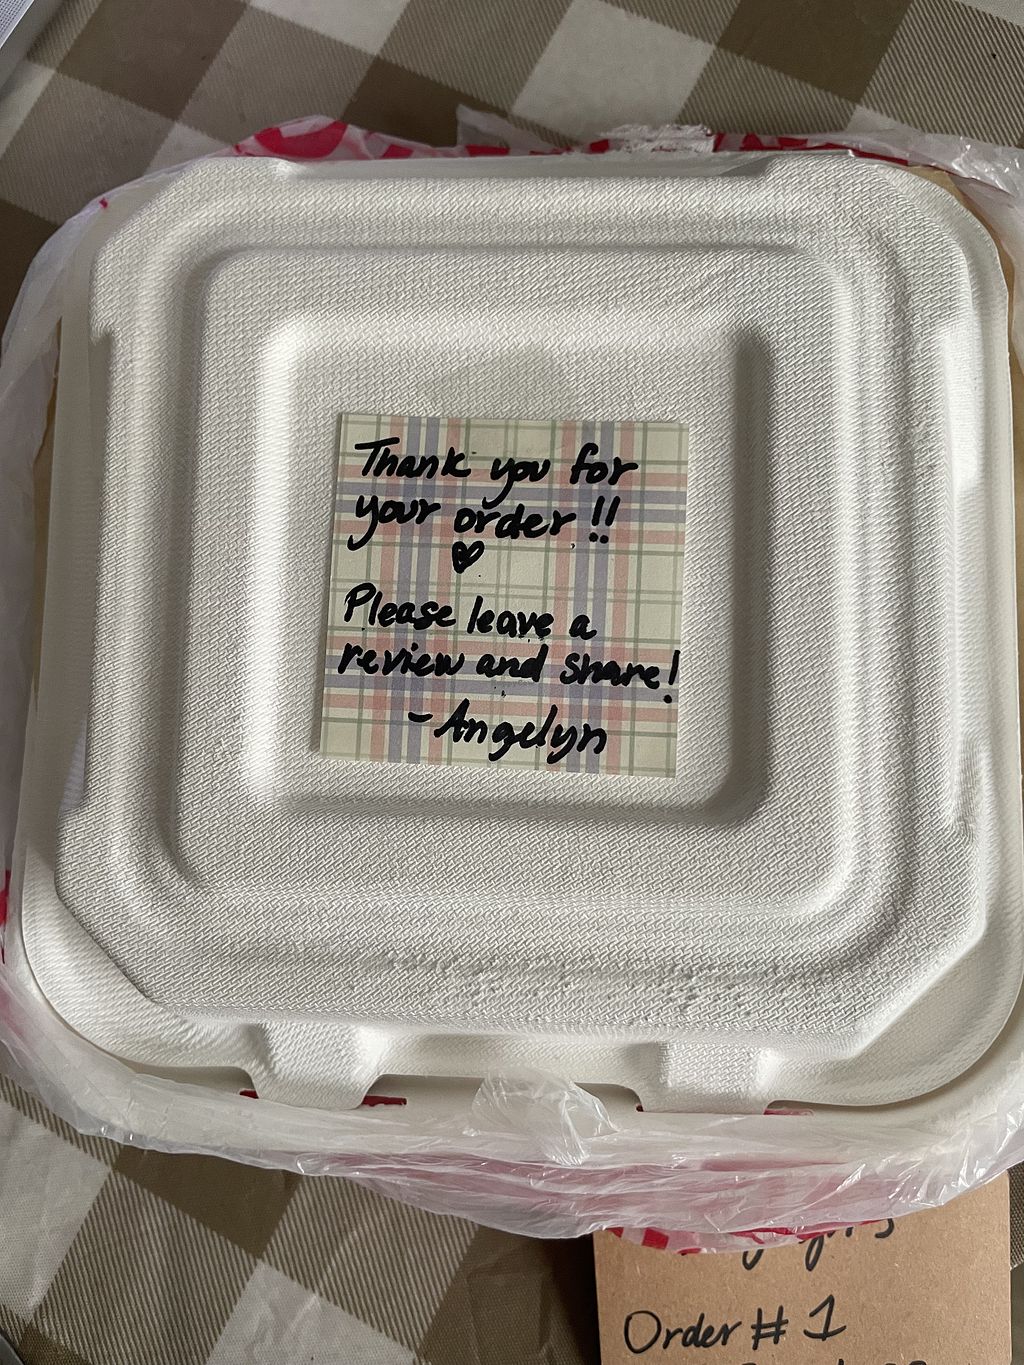 Thank you for
your order !!
♥
Please leave a
review and share!
- Angelyn
Order # 1